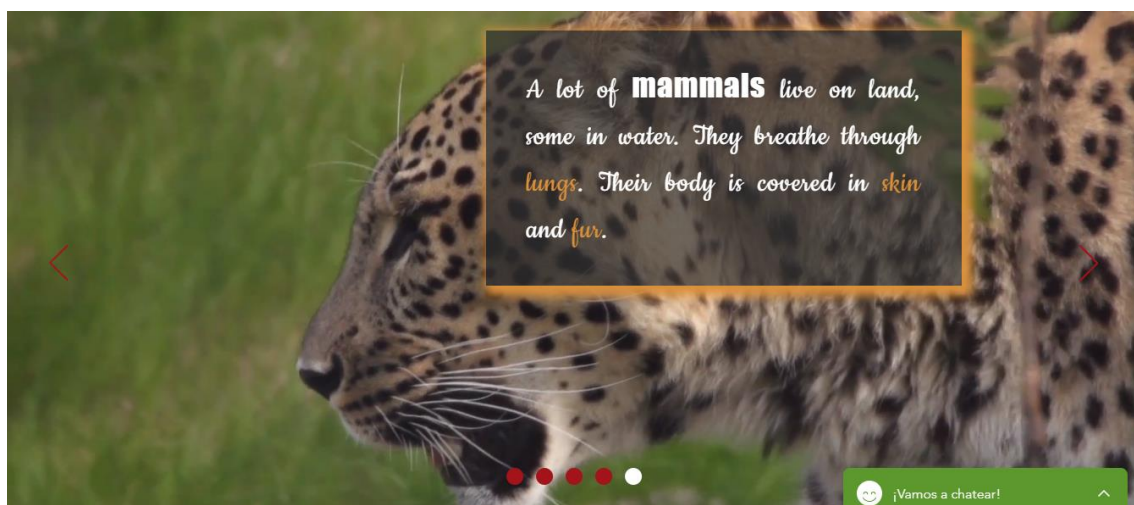 A lot of mammals live on land,
some in water. They breathe through
lungs. Their body is covered in skin
and fur.
¡Vamos a chatear!